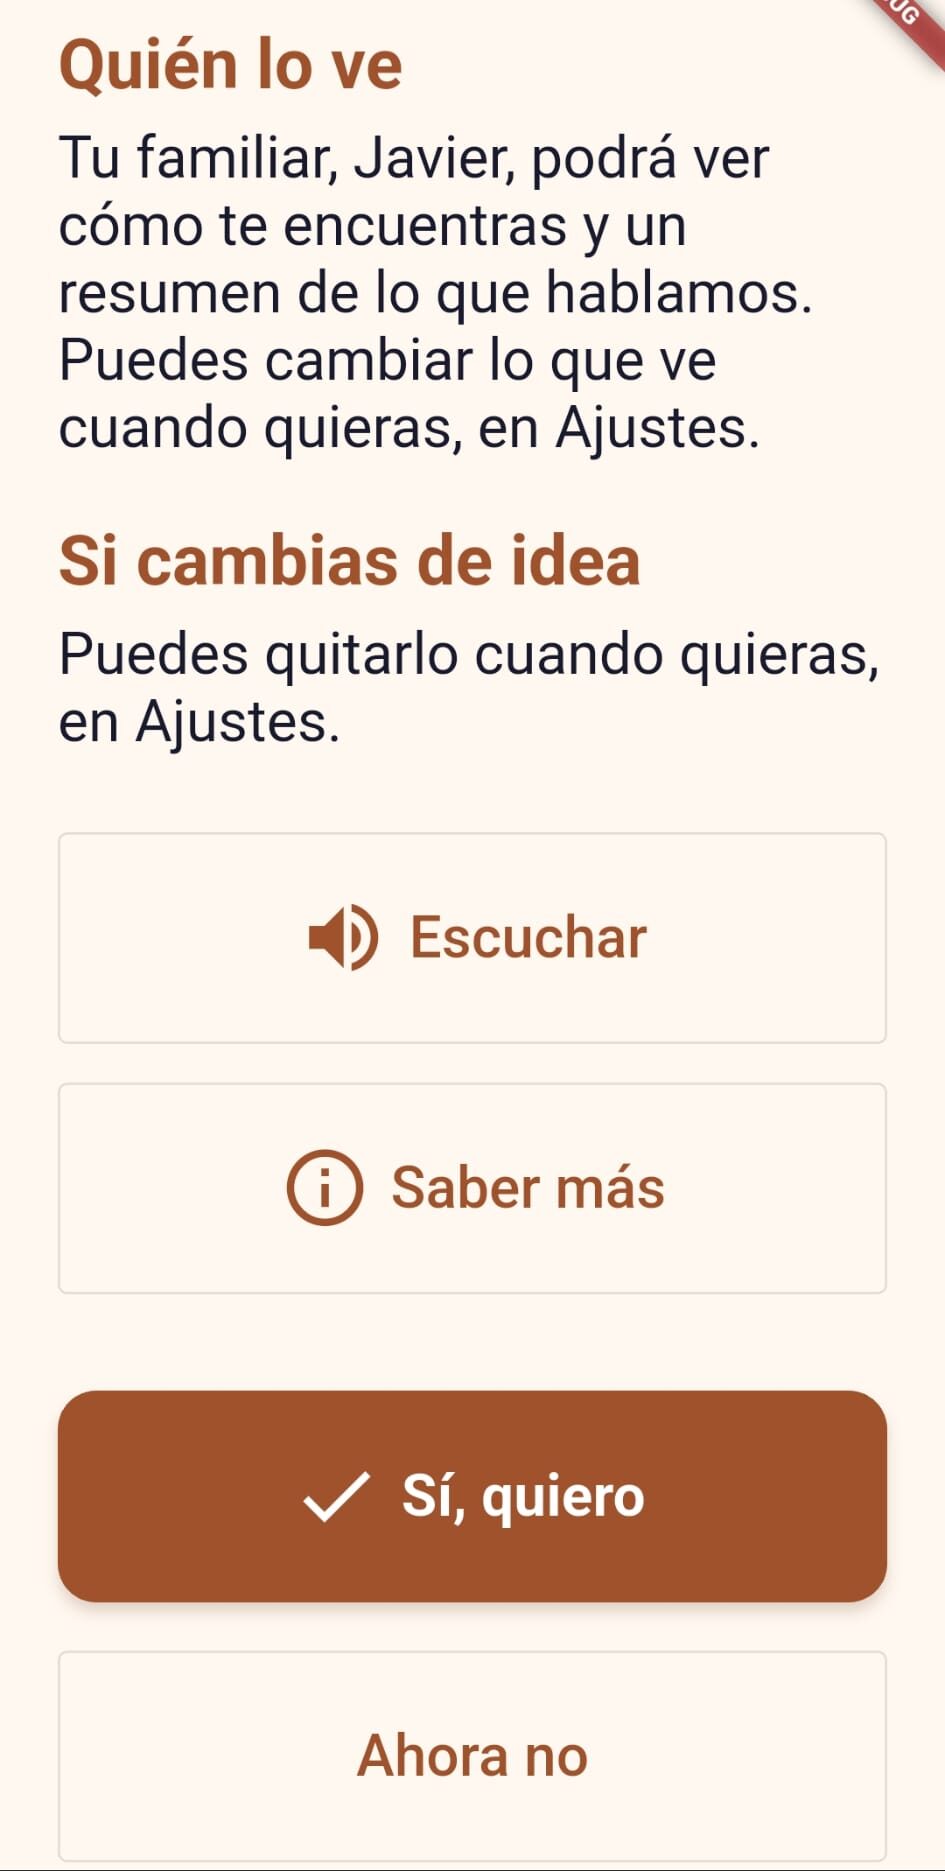 Quién lo ve
Tu familiar, Javier, podrá ver
cómo te encuentras y un
resumen de lo que hablamos.
Puedes cambiar lo que ve
cuando quieras, en Ajustes.
Si cambias de idea
Puedes quitarlo cuando quieras,
en Ajustes.
Escuchar
Saber más
Sí, quiero
Ahora no